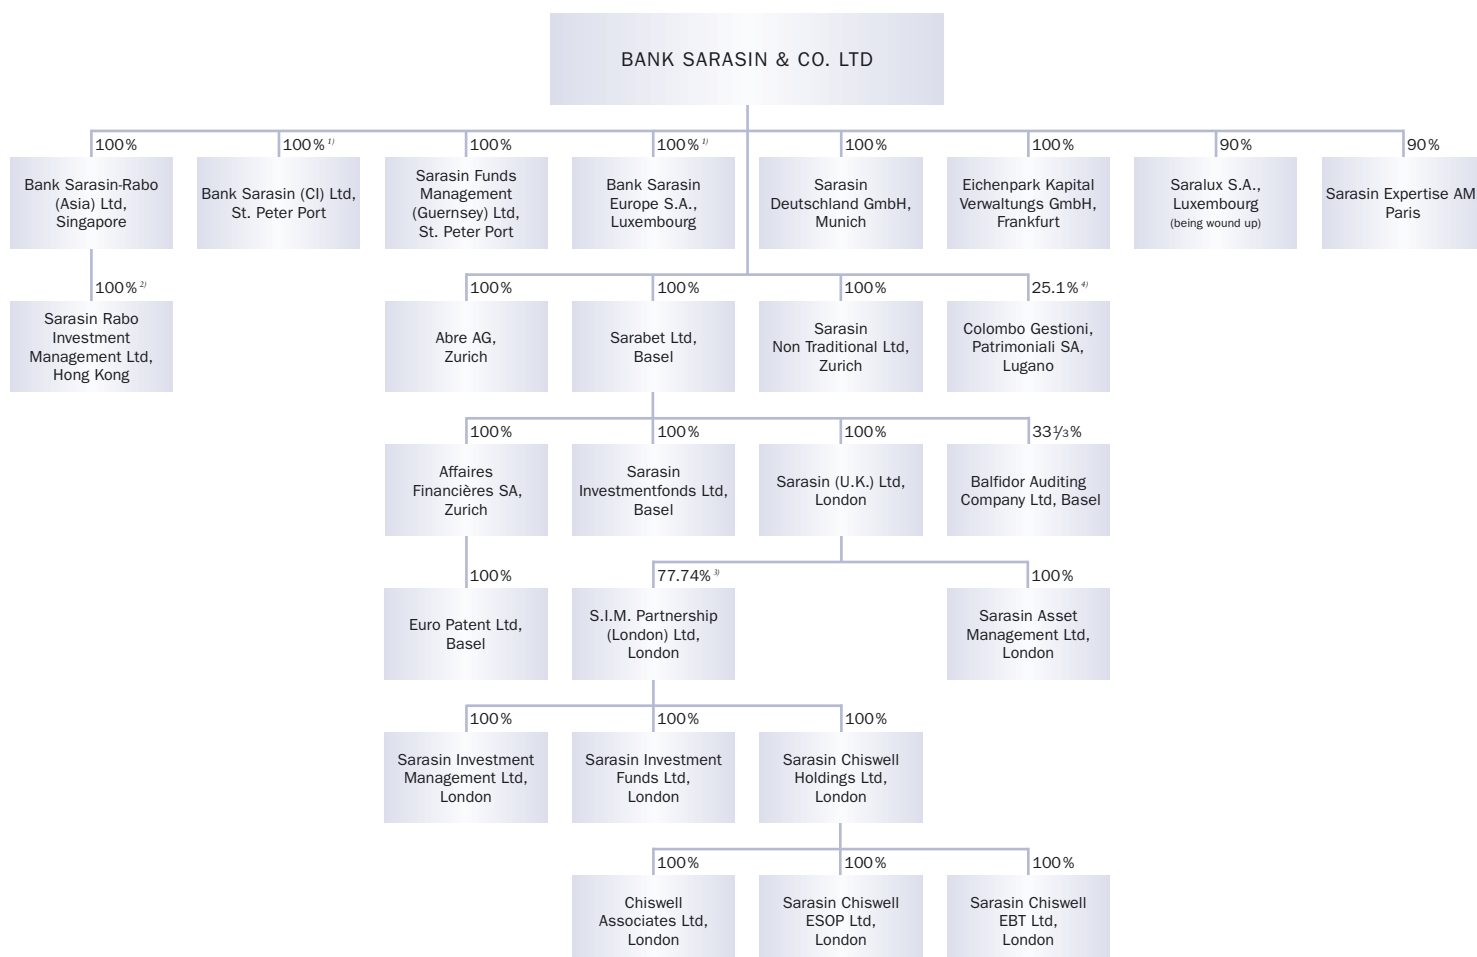 BANK SARASIN & CO. LTD
100%
Bank Sarasin-Rabo
(Asia) Ltd,
Singapore
100% 1)
Bank Sarasin (CI) Ltd,
St. Peter Port
100%
Sarasin Funds
Management
(Guernsey) Ltd,
St. Peter Port
100% 1)
Bank Sarasin
Europe S.A.,
Luxembourg
100%
Sarasin
Deutschland GmbH,
Munich
100%
Eichenpark Kapital
Verwaltungs GmbH,
Frankfurt
90%
Saralux S.A.,
Luxembourg
(being wound up)
90%
Sarasin Expertise AM
Paris
100% 2)
Sarasin Rabo
Investment
Management Ltd,
Hong Kong
100%
Abre AG,
Zurich
100%
Sarabet Ltd,
Basel
100%
Sarasin
Non Traditional Ltd,
Zurich
25.1% 4)
Colombo Gestioni,
Patrimoniali SA,
Lugano
100%
Affaires
Financières SA,
Zurich
100%
Sarasin
Investmentfonds Ltd,
Basel
100%
Sarasin (U.K.) Ltd,
London
33 1/3%
Balfidor Auditing
Company Ltd, Basel
100%
Euro Patent Ltd,
Basel
77.74% 3)
S.I.M. Partnership
(London) Ltd,
London
100%
Sarasin Asset
Management Ltd,
London
100%
Sarasin Investment
Management Ltd,
London
100%
Sarasin Investment
Funds Ltd,
London
100%
Sarasin Chiswell
Holdings Ltd,
London
100%
Chiswell
Associates Ltd,
London
100%
Sarasin Chiswell
ESOP Ltd,
London
100%
Sarasin Chiswell
EBT Ltd,
London